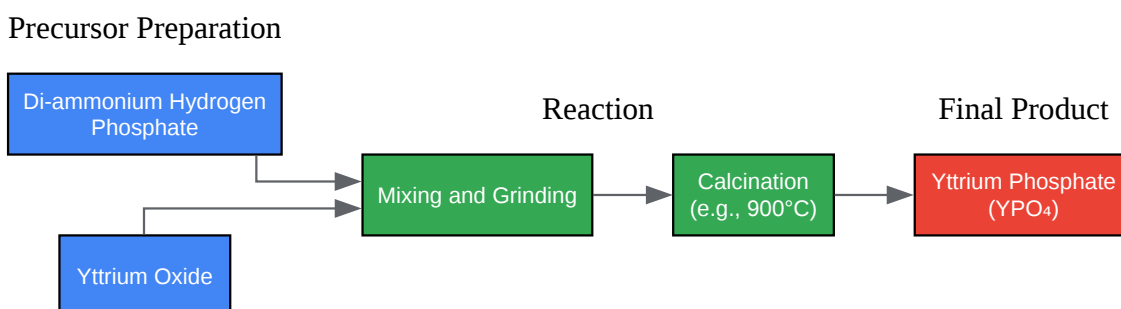 Precursor Preparation
Di-ammonium Hydrogen
Phosphate
Reaction
Final Product
Mixing and Grinding
Calcination
(e.g., 900°C)
Yttrium Phosphate
(YPO₄)
Yttrium Oxide